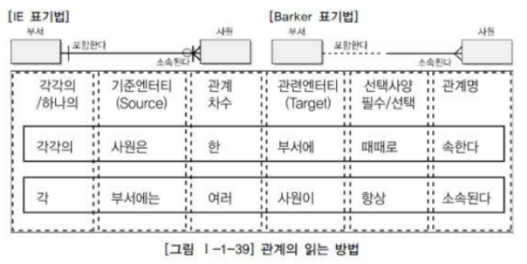 [IE 표기법] [Barker 표기법]
부서 사원 부서 사원
포함한다 포함한다
소속된다 소속된다
각각의 기준엔터티 관계 관련엔터티 선택사양 관계명
/하나의 (Source) 차수 (Target) 필수/선택
각각의 사원은 한 부서에 때때로 속한다
각 부서에는 여러 사원이 항상 소속된다
[그림 Ⅰ-1-39] 관계의 읽는 방법